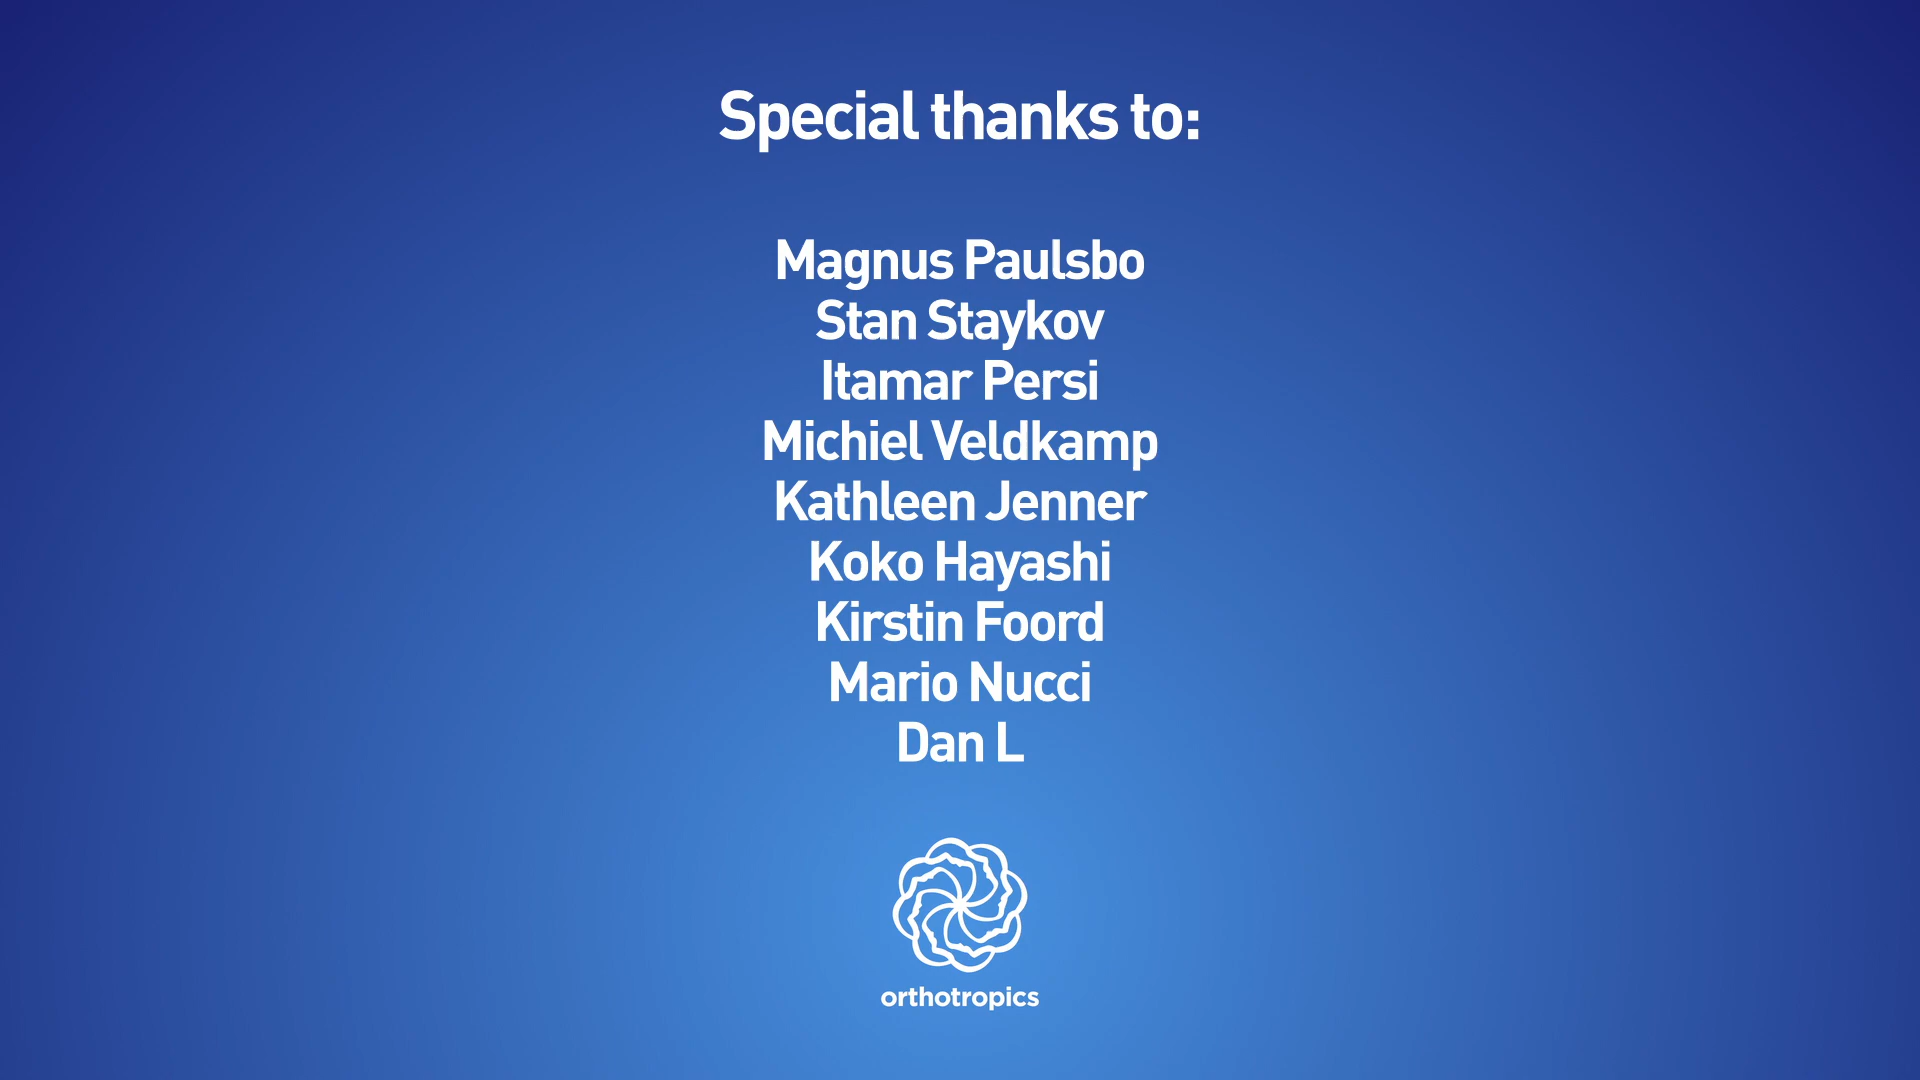 Special thanks to:
Magnus Paulsbo
Stan Staykov
Itamar Persi
Michiel Veldkamp
Kathleen Jenner
Koko Hayashi
Kirstin Foord
Mario Nucci
Dan L
orthotropics